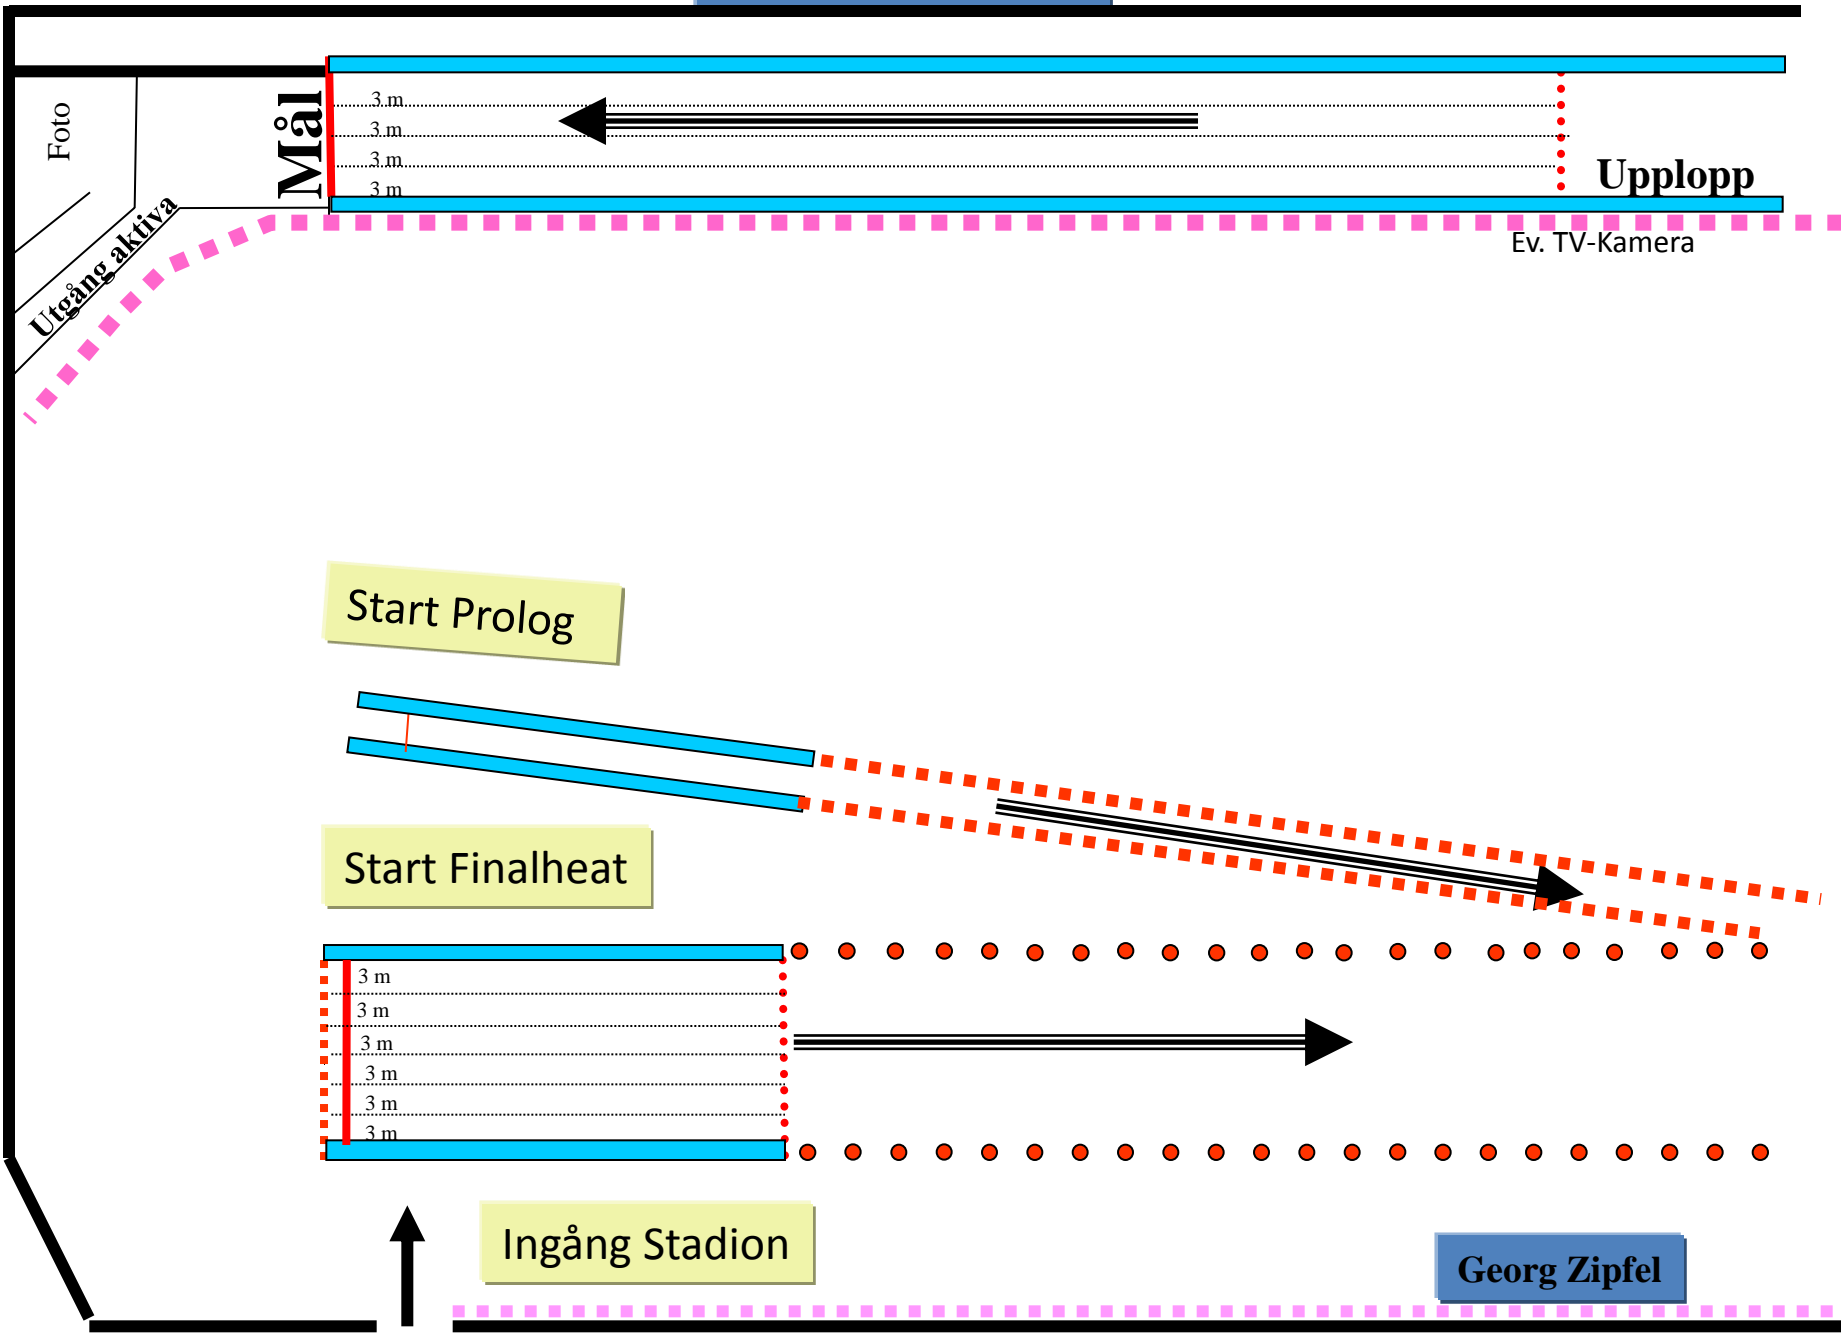 Foto
Mål
3 m
3 m
3 m
3 m
Upplopp
Utgång aktiva
Ev. TV-Kamera
Start Prolog
Start Finalheat
3 m
3 m
3 m
3 m
3 m
3 m
Ingång Stadion
Georg Zipfel